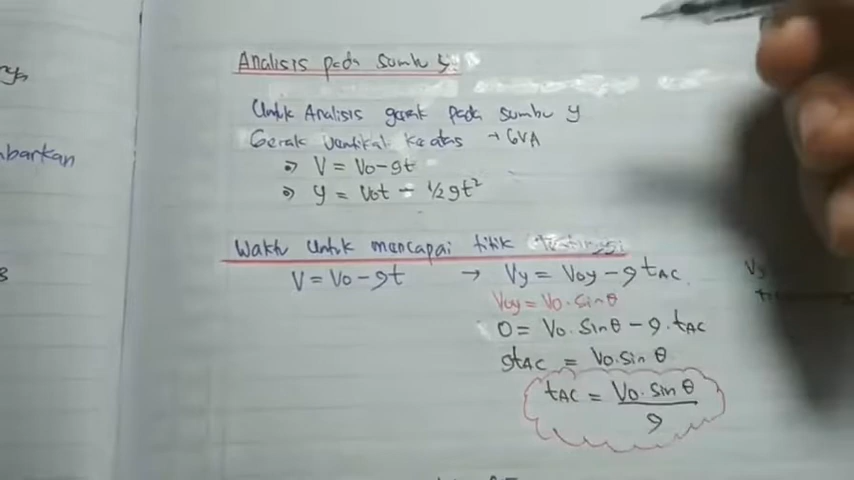 Analisis pada sumbu y:
Untuk Analisis gerak pada sumbu y
Gerak Vertikal Ke atas → GVA
⇒ V = Vo - gt
⇒ y = Vot - ½gt²
Waktu untuk mencapai titik tertinggi
V = Vo - gt → Vy = Voy - g tAC
Voy = Vo. Sin θ
0 = Vo. Sin θ - g. tAC
gtAC = Vo. sin θ
tAC = Vo. Sin θ / g
mbarkan